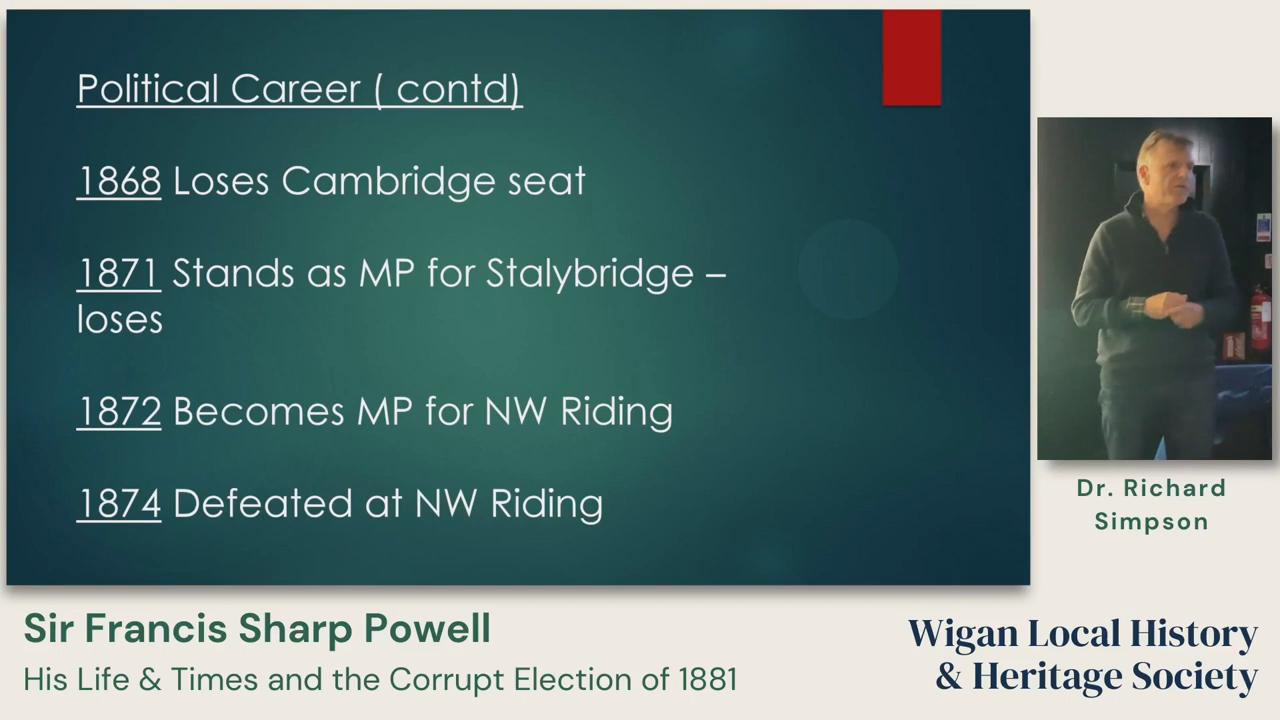 Political Career ( contd)
1868 Loses Cambridge seat
1871 Stands as MP for Stalybridge –
loses
1872 Becomes MP for NW Riding
1874 Defeated at NW Riding
Dr. Richard
Simpson
Sir Francis Sharp Powell
His Life & Times and the Corrupt Election of 1881
Wigan Local History
& Heritage Society